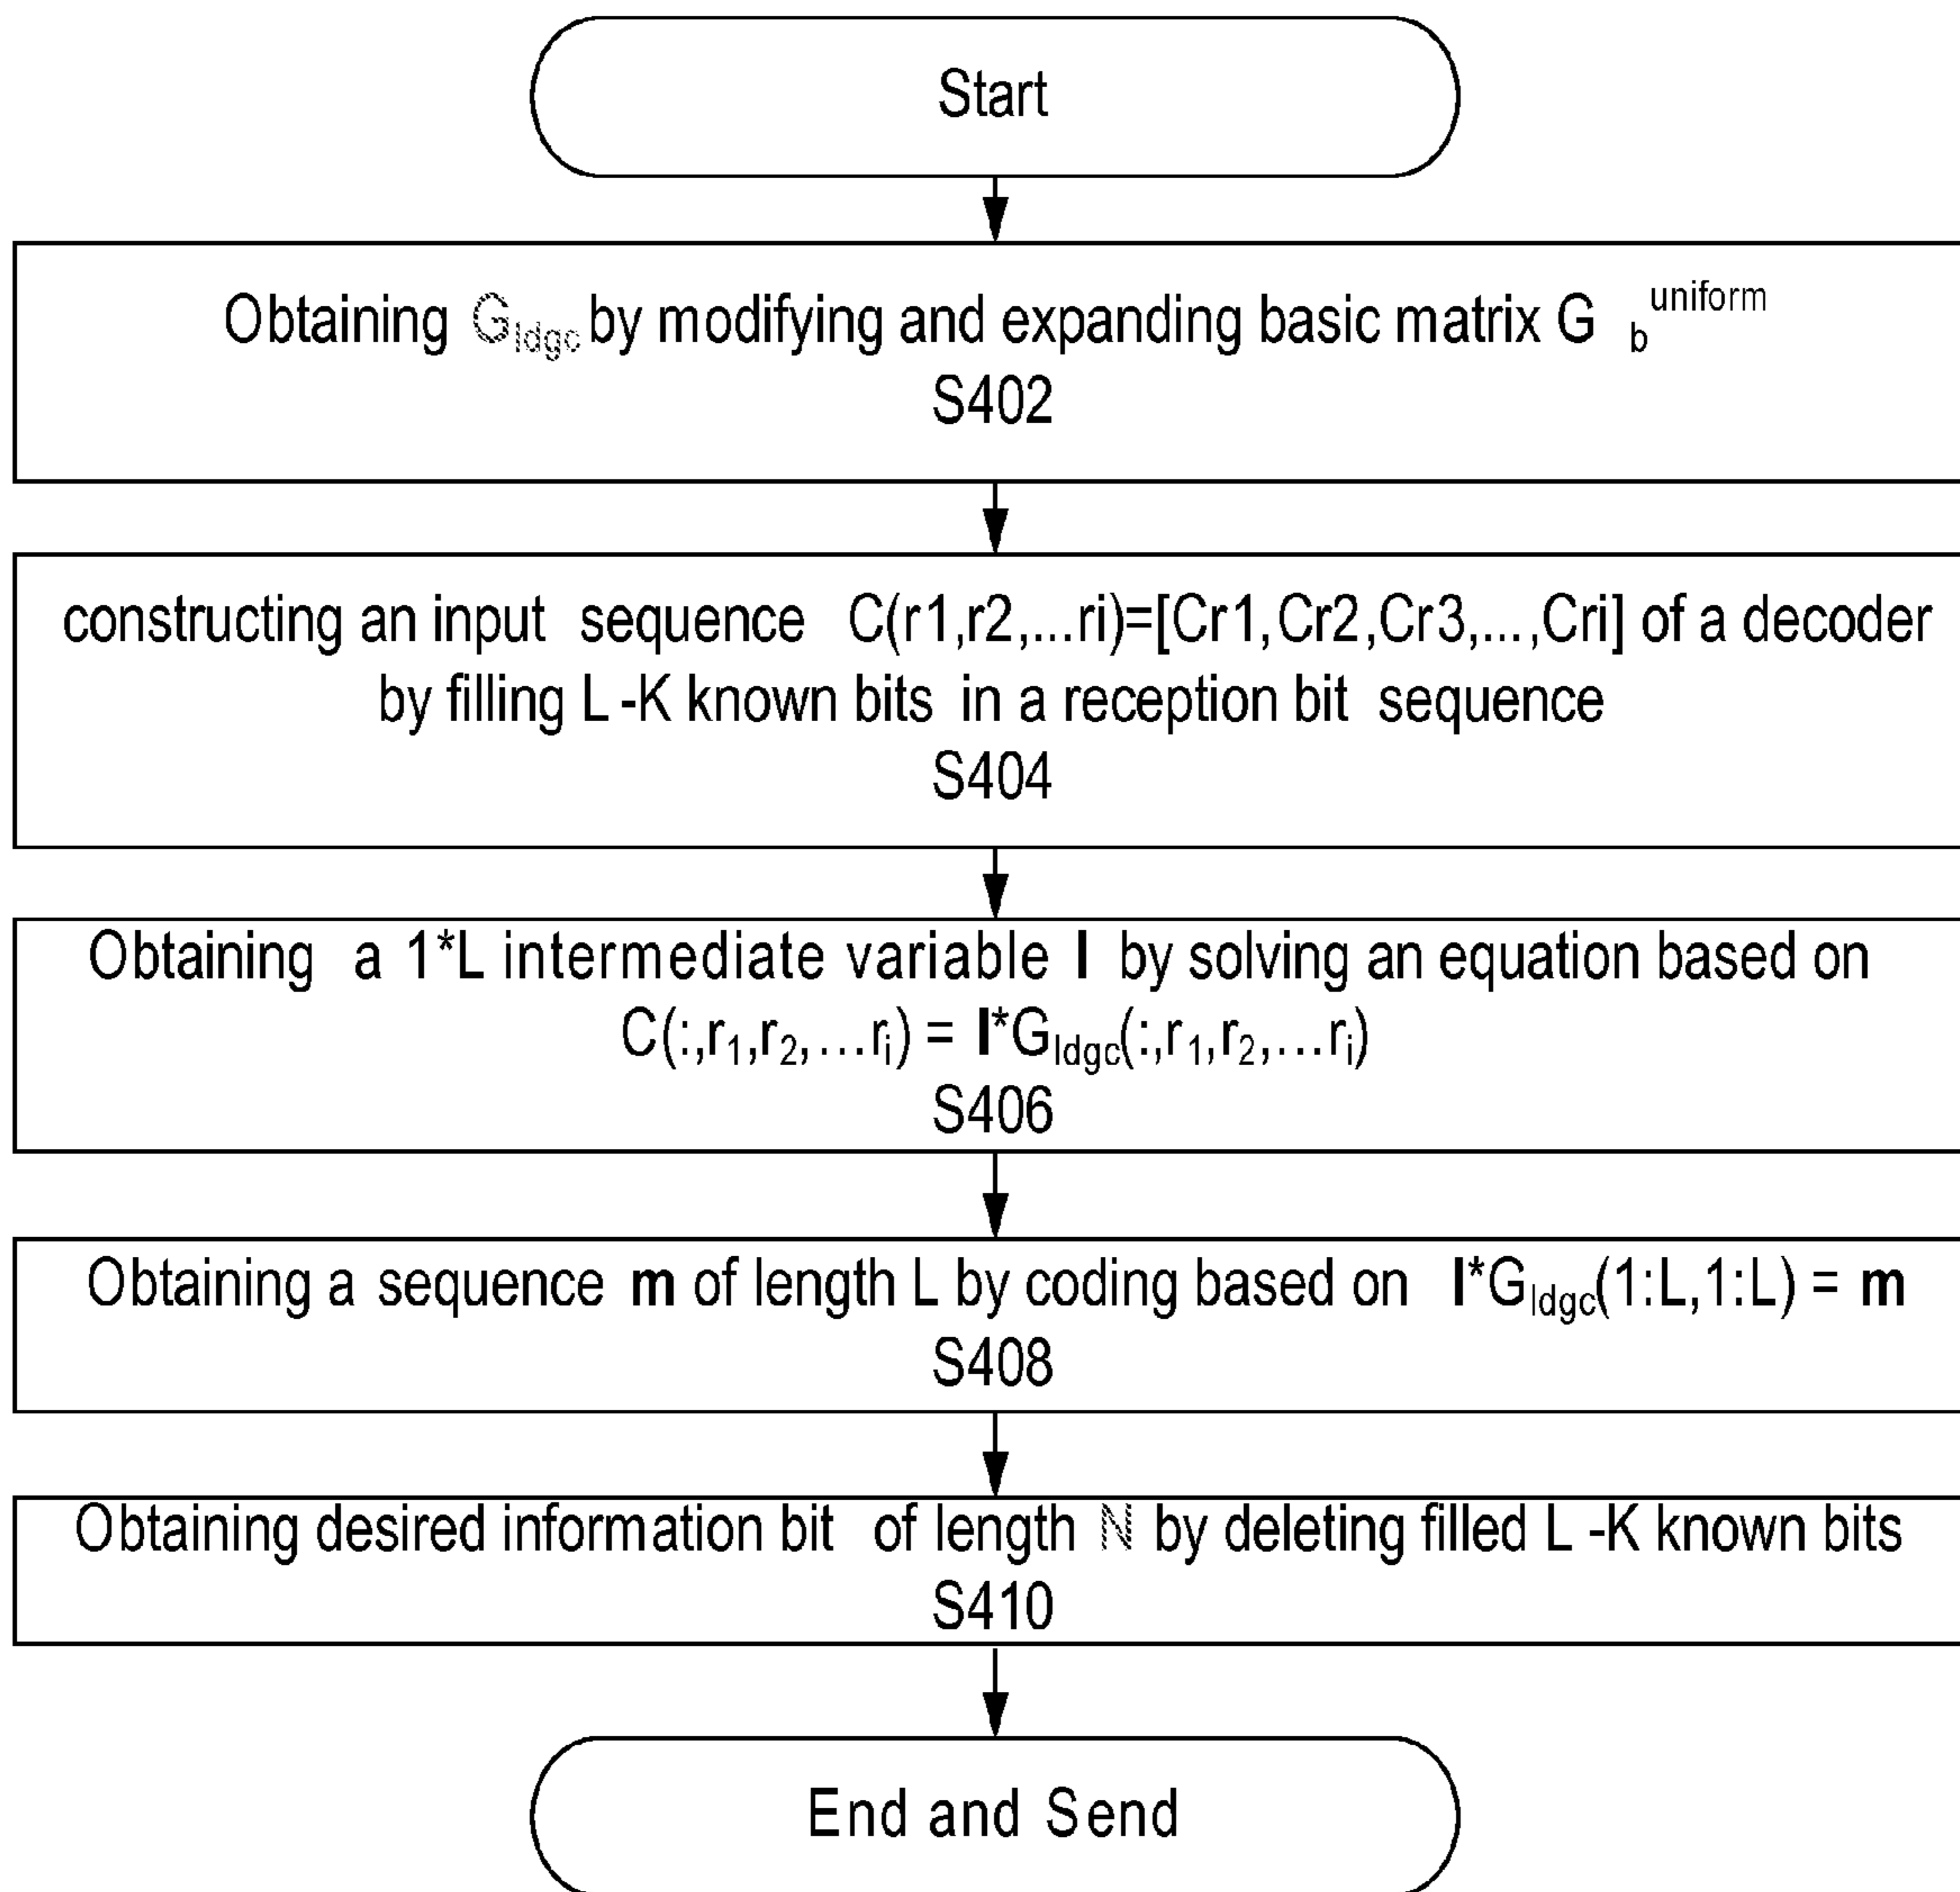 Start
Obtaining G_ldgc by modifying and expanding basic matrix G_b^uniform
S402
constructing an input sequence C(r1,r2,...ri)=[Cr1,Cr2,Cr3,...,Cri] of a decoder
by filling L -K known bits in a reception bit sequence
S404
Obtaining a 1*L intermediate variable I by solving an equation based on
C(:,r₁,r₂,...rᵢ) = I*G_ldgc(:,r₁,r₂,...rᵢ)
S406
Obtaining a sequence m of length L by coding based on I*G_ldgc(1:L,1:L) = m
S408
Obtaining desired information bit of length N by deleting filled L -K known bits
S410
End and Send